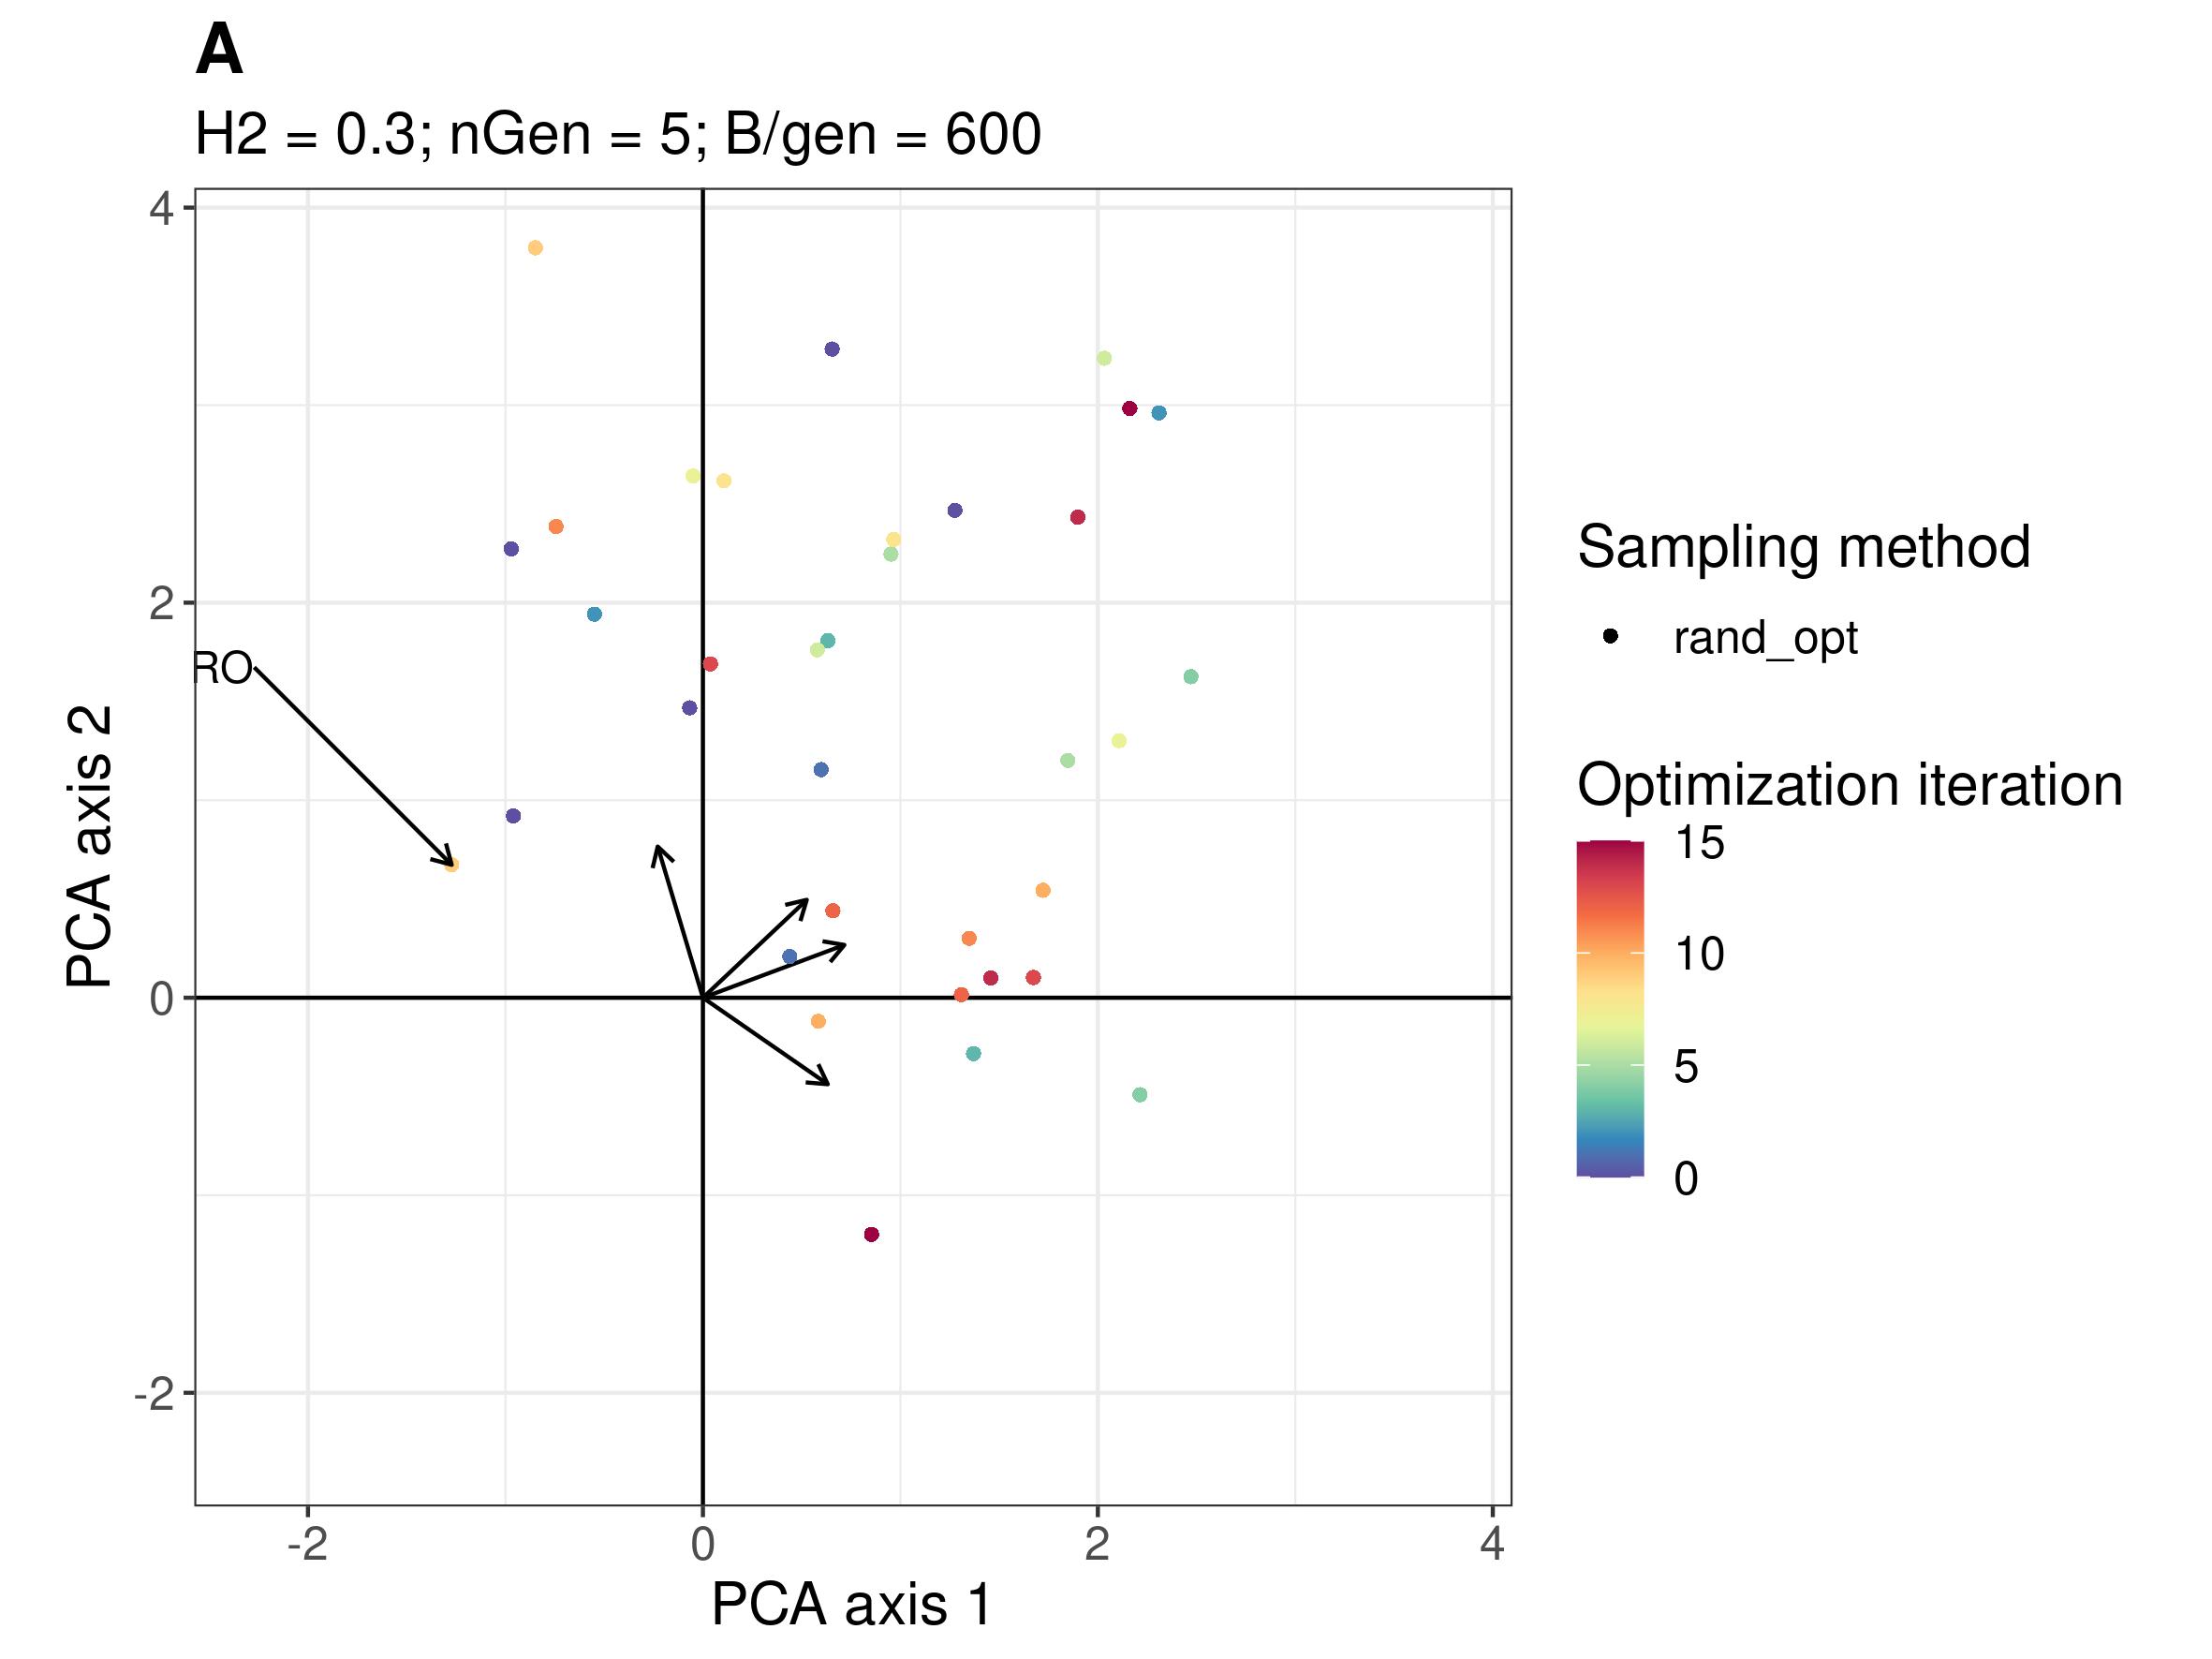 A
H2 = 0.3; nGen = 5; B/gen = 600
4
2
0
-2
PCA axis 2
RO
-2
0
2
4
PCA axis 1
Sampling method
rand_opt
Optimization iteration
15
10
5
0